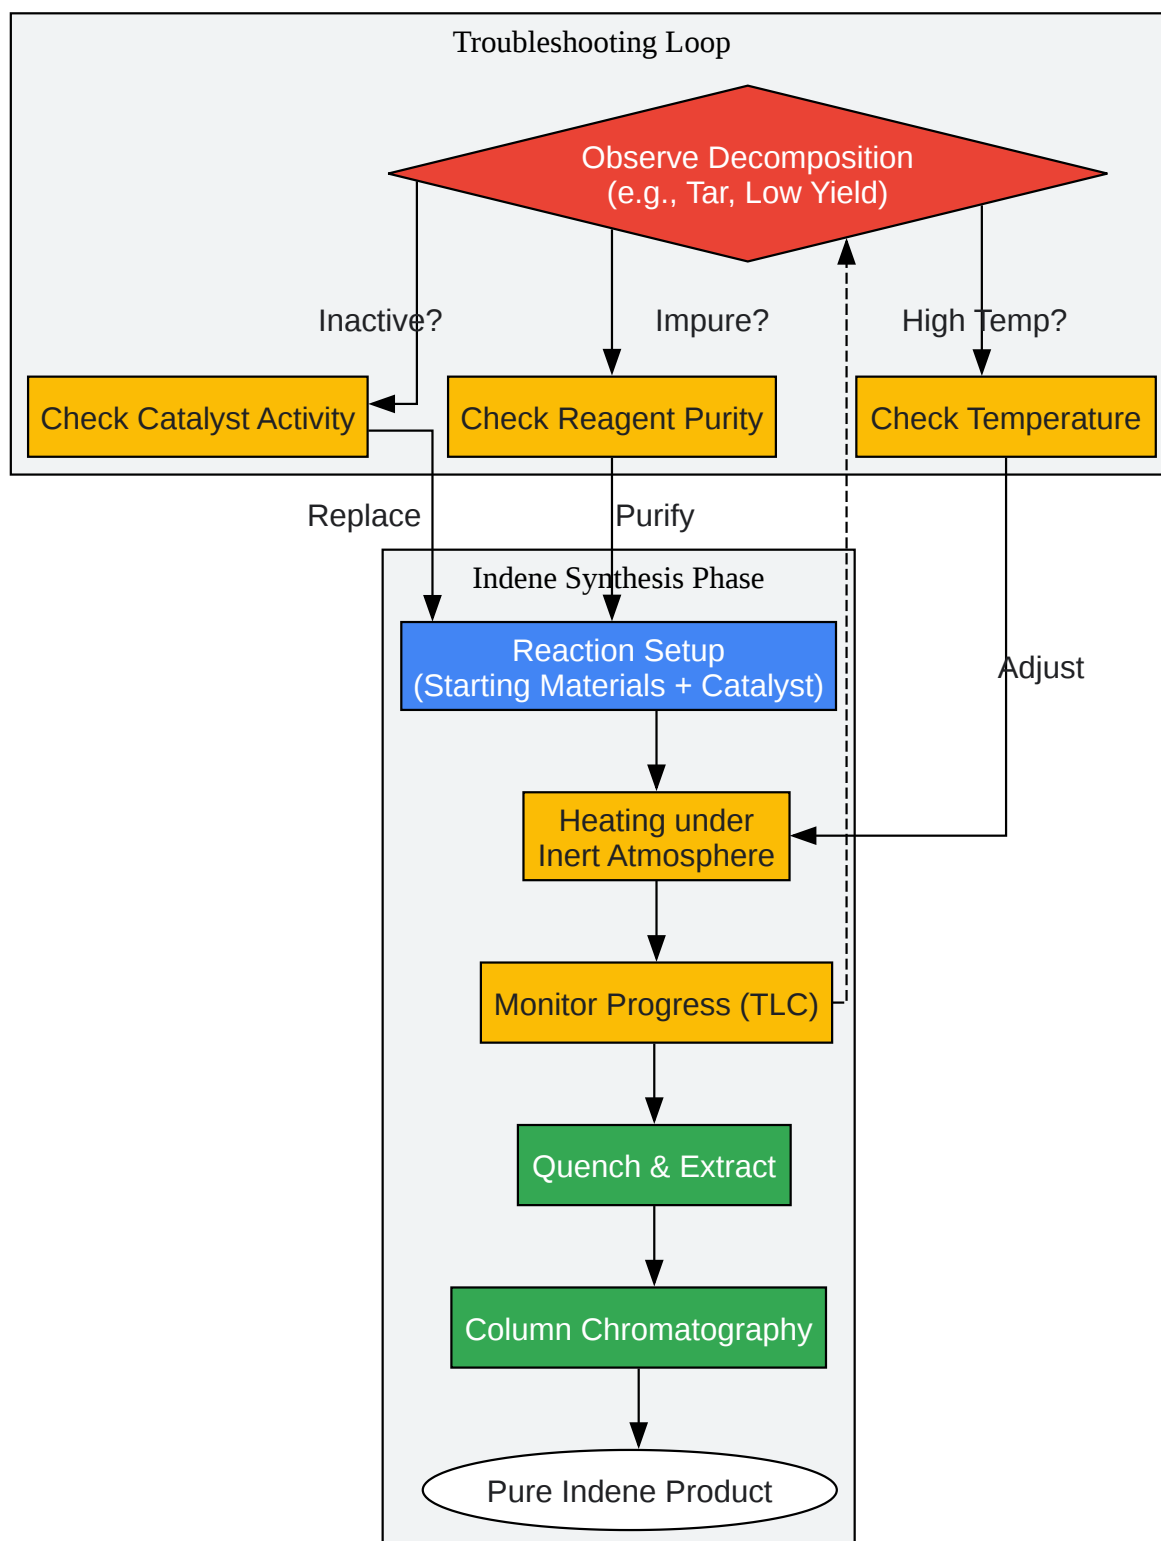 Troubleshooting Loop
Observe Decomposition
(e.g., Tar, Low Yield)
Inactive?
Impure?
High Temp?
Check Catalyst Activity
Check Reagent Purity
Check Temperature
Replace
Purify
Indene Synthesis Phase
Reaction Setup
(Starting Materials + Catalyst)
Adjust
Heating under
Inert Atmosphere
Monitor Progress (TLC)
Quench & Extract
Column Chromatography
Pure Indene Product